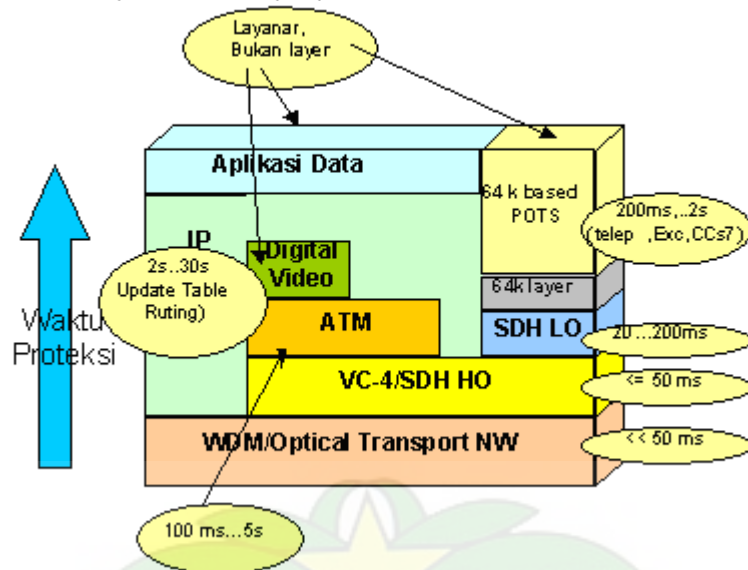 Layanar,
Bukan layer
Aplikasi Data
64 k based
POTS
200ms,..2s
(telep ,Exc,CCs7)
IP
Digital
Video
2s..30s
Update Table
Ruting)
64k layer
Waktu
Proteksi
ATM
SDH LO
20 ...200ms
VC-4/SDH HO
<= 50 ms
WDM/Optical Transport NW
<< 50 ms
100 ms...5s